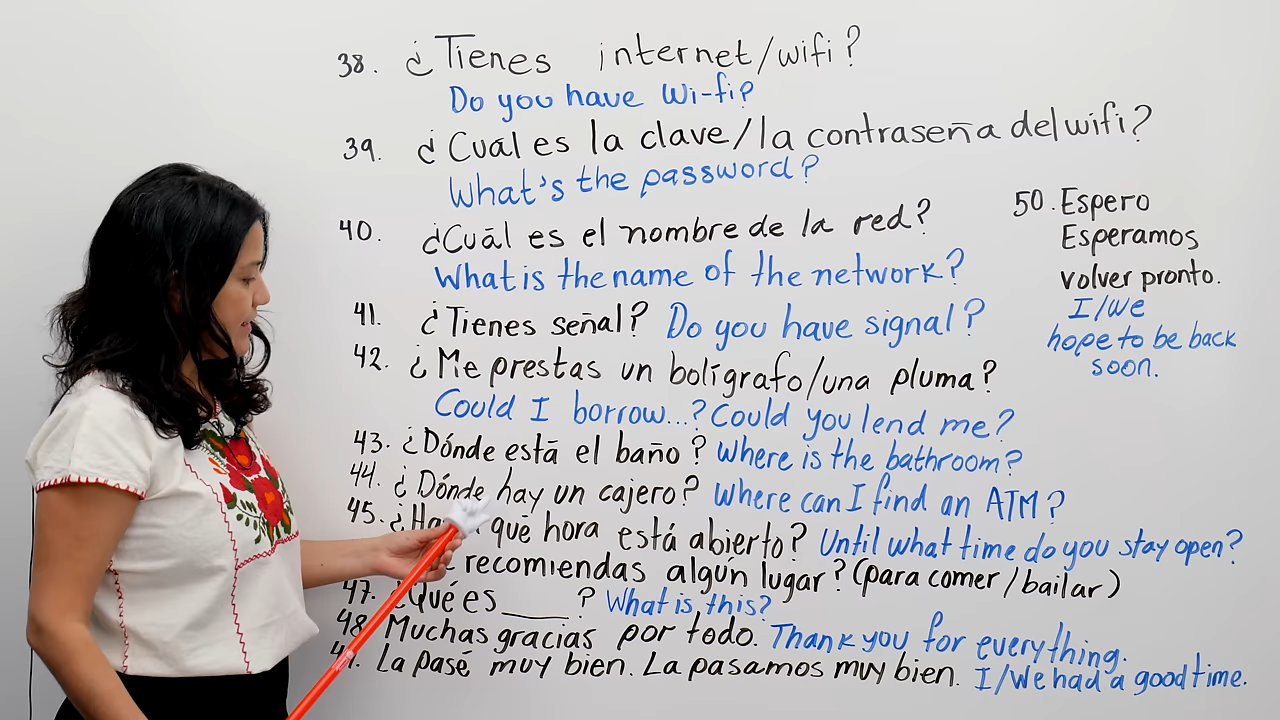 38. ¿Tienes internet/wifi?
Do you have Wi-fi?
39. ¿Cuál es la clave/la contraseña del wifi?
What's the password?
40. ¿Cuál es el nombre de la red?
What is the name of the network?
41. ¿Tienes señal? Do you have signal?
42. ¿Me prestas un bolígrafo/una pluma?
Could I borrow...? Could you lend me?
43. ¿Dónde está el baño? Where is the bathroom?
44. ¿Dónde hay un cajero? Where can I find an ATM?
45. ¿ qué hora está abierto? Until what time do you stay open?
recomiendas algún lugar? (para comer/bailar)
47. ¿Qué es ____? What is this?
48. Muchas gracias por todo. Thank you for everything.
La pasé muy bien. La pasamos muy bien. I/We had a good time.
50. Espero
Esperamos
volver pronto.
I/We
hope to be back
soon.